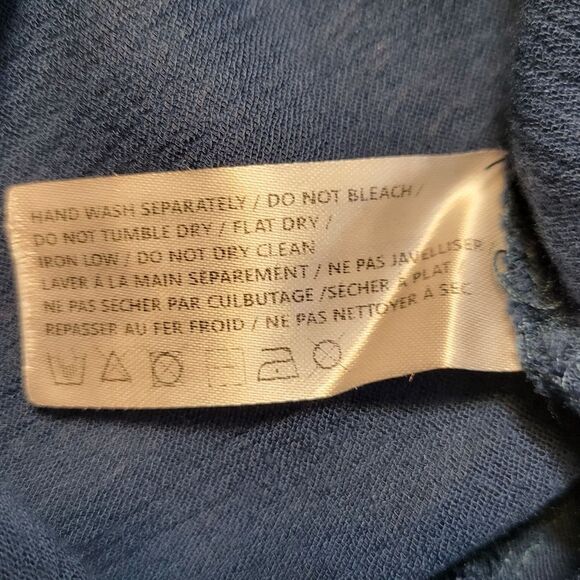 HAND WASH SEPARATELY / DO NOT BLEACH /
DO NOT TUMBLE DRY / FLAT DRY /
IRON LOW / DO NOT DRY CLEAN
LAVER À LA MAIN SÉPAREMENT / NE PAS JAVELLISER /
NE PAS SECHER PAR CULBUTAGE /SÉCHER À PLAT/
REPASSER AU FER FROID / NE PAS NETTOYER À SEC